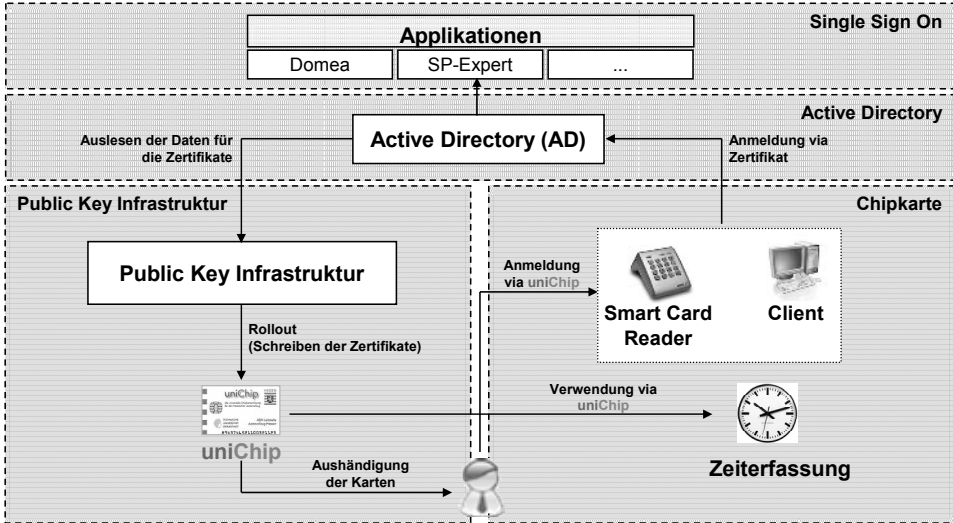 Single Sign On
Applikationen
Domea
SP-Expert
...
Active Directory
Auslesen der Daten für
die Zertifikate
Active Directory (AD)
Anmeldung via
Zertifikat
Public Key Infrastruktur
Chipkarte
Public Key Infrastruktur
Anmeldung
via uniChip
Smart Card
Reader
Client
Rollout
(Schreiben der Zertifikate)
uniChip
uniChip
Verwendung via
uniChip
Aushändigung
der Karten
Zeiterfassung